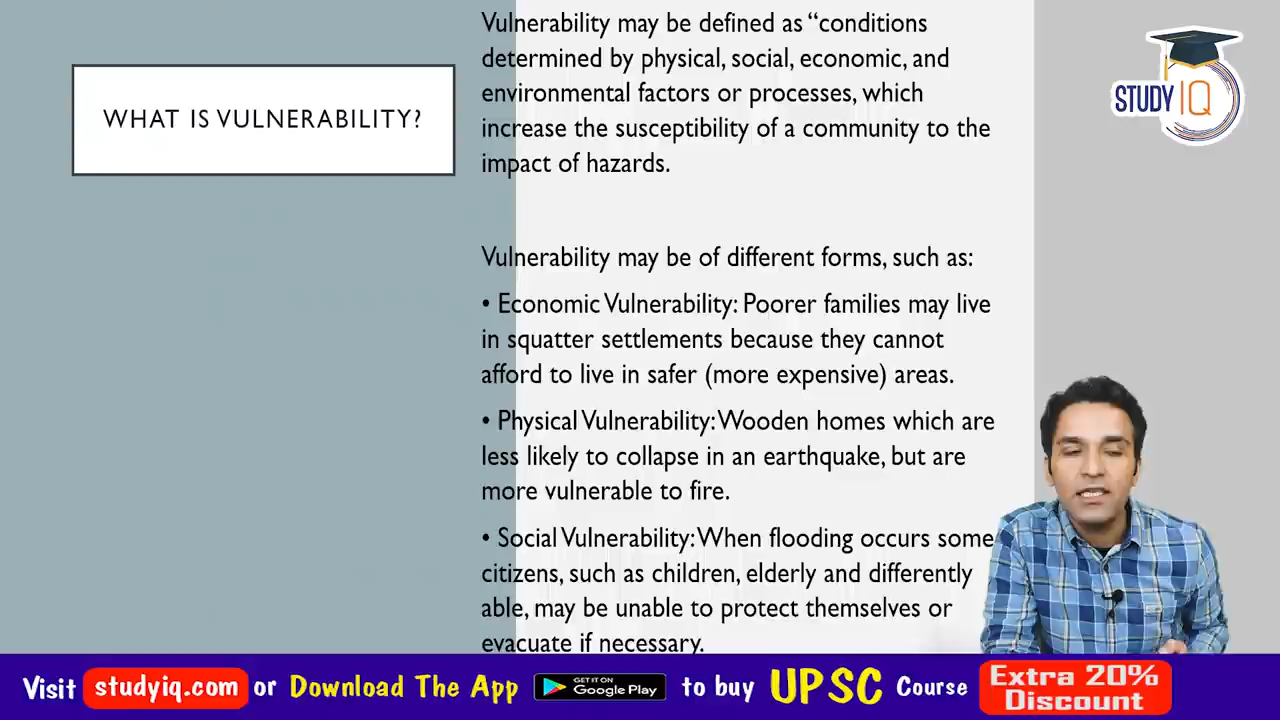 WHAT IS VULNERABILITY?
Vulnerability may be defined as “conditions
determined by physical, social, economic, and
environmental factors or processes, which
increase the susceptibility of a community to the
impact of hazards.
Vulnerability may be of different forms, such as:
• Economic Vulnerability: Poorer families may live
in squatter settlements because they cannot
afford to live in safer (more expensive) areas.
• Physical Vulnerability: Wooden homes which are
less likely to collapse in an earthquake, but are
more vulnerable to fire.
• Social Vulnerability: When flooding occurs some
citizens, such as children, elderly and differently
able, may be unable to protect themselves or
evacuate if necessary.
STUDY IQ
Visit studyiq.com or Download The App GET IT ON Google Play to buy UPSC Course Extra 20%
Discount